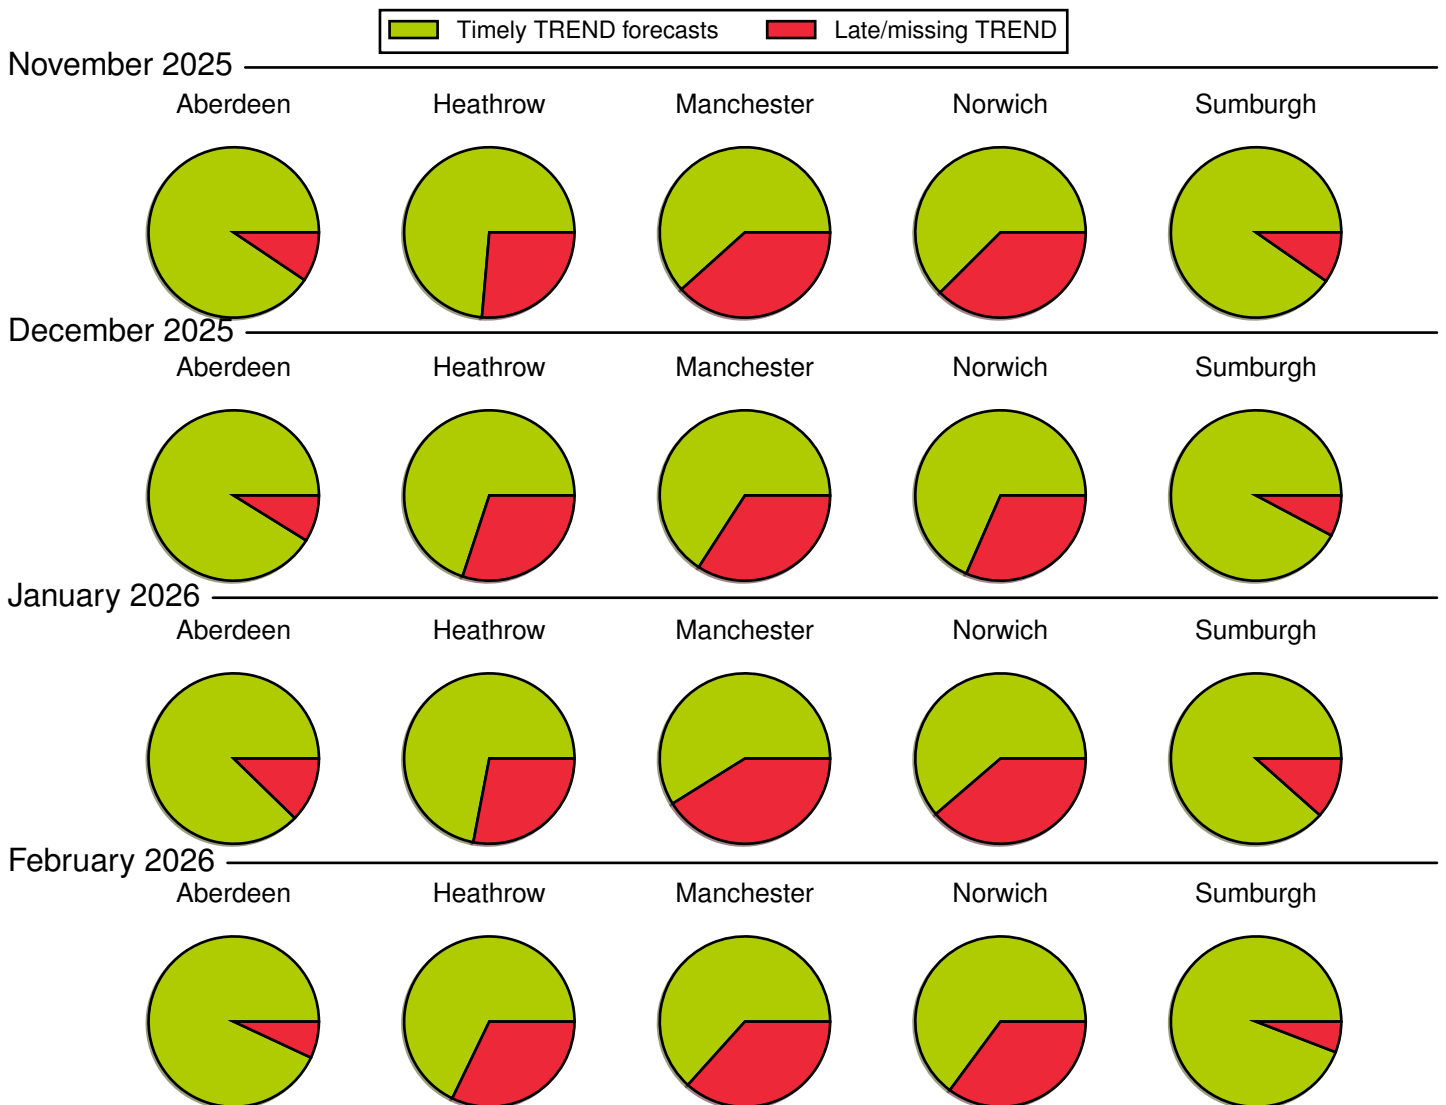 Timely TREND forecasts Late/missing TREND
November 2025
Aberdeen Heathrow Manchester Norwich Sumburgh
December 2025
Aberdeen Heathrow Manchester Norwich Sumburgh
January 2026
Aberdeen Heathrow Manchester Norwich Sumburgh
February 2026
Aberdeen Heathrow Manchester Norwich Sumburgh